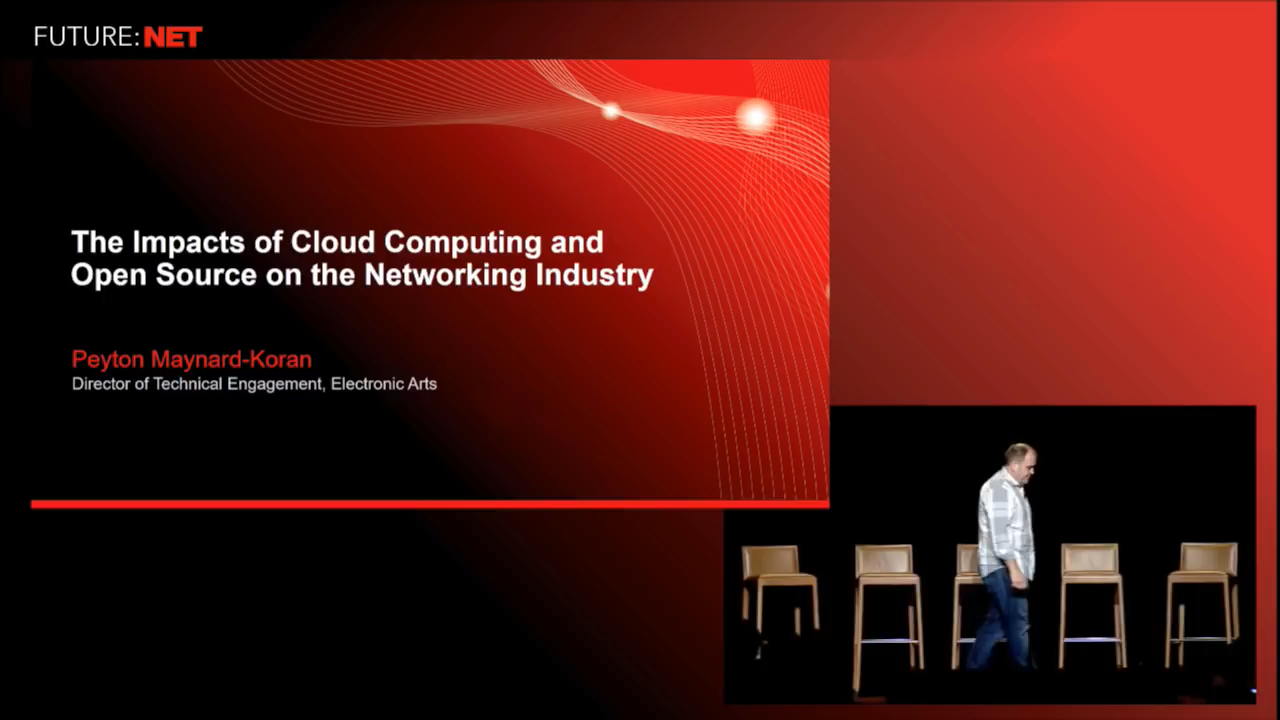 FUTURE:NET
The Impacts of Cloud Computing and
Open Source on the Networking Industry
Peyton Maynard-Koran
Director of Technical Engagement, Electronic Arts